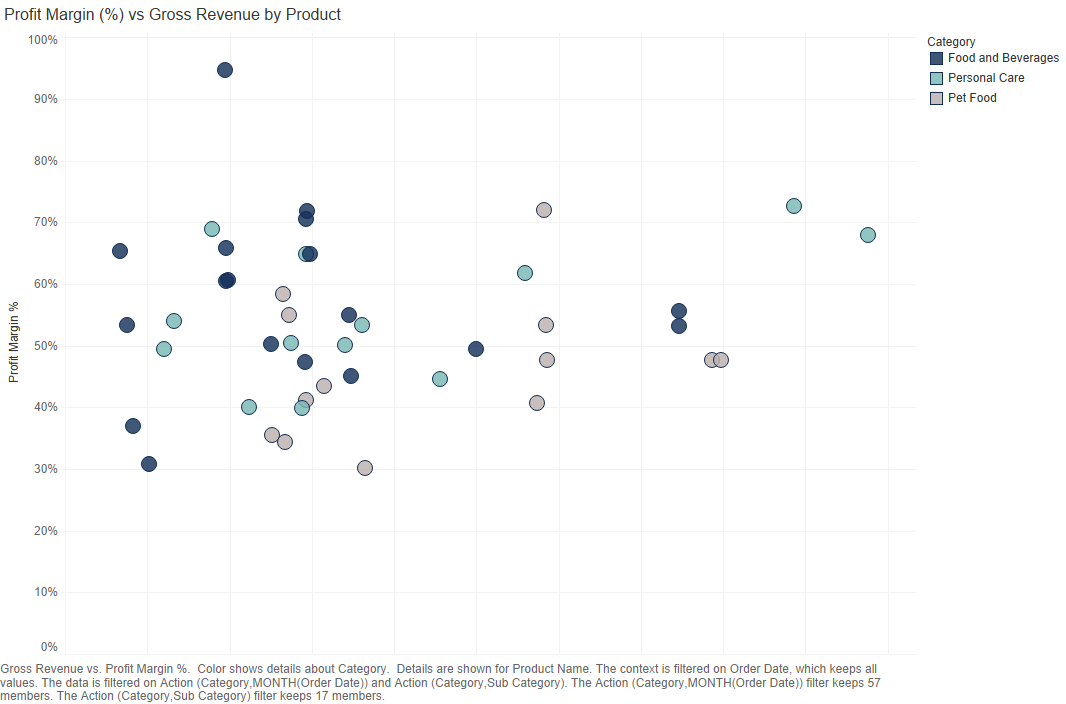 Profit Margin (%) vs Gross Revenue by Product
Category
Food and Beverages
Personal Care
Pet Food
100%
90%
80%
70%
60%
50%
40%
30%
20%
10%
0%
Profit Margin %
Gross Revenue vs. Profit Margin %.  Color shows details about Category.  Details are shown for Product Name. The context is filtered on Order Date, which keeps all
values. The data is filtered on Action (Category,MONTH(Order Date)) and Action (Category,Sub Category). The Action (Category,MONTH(Order Date)) filter keeps 57
members. The Action (Category,Sub Category) filter keeps 17 members.